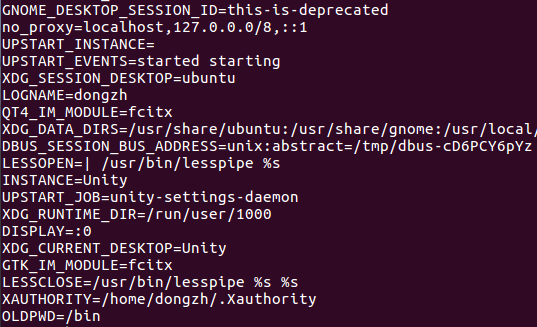 GNOME_DESKTOP_SESSION_ID=this-is-deprecated
no_proxy=localhost,127.0.0.0/8,::1
UPSTART_INSTANCE=
UPSTART_EVENTS=started starting
XDG_SESSION_DESKTOP=ubuntu
LOGNAME=dongzh
QT4_IM_MODULE=fcitx
XDG_DATA_DIRS=/usr/share/ubuntu:/usr/share/gnome:/usr/local/
DBUS_SESSION_BUS_ADDRESS=unix:abstract=/tmp/dbus-cD6PCY6pYz
LESSOPEN=| /usr/bin/lesspipe %s
INSTANCE=Unity
UPSTART_JOB=unity-settings-daemon
XDG_RUNTIME_DIR=/run/user/1000
DISPLAY=:0
XDG_CURRENT_DESKTOP=Unity
GTK_IM_MODULE=fcitx
LESSCLOSE=/usr/bin/lesspipe %s %s
XAUTHORITY=/home/dongzh/.Xauthority
OLDPWD=/bin